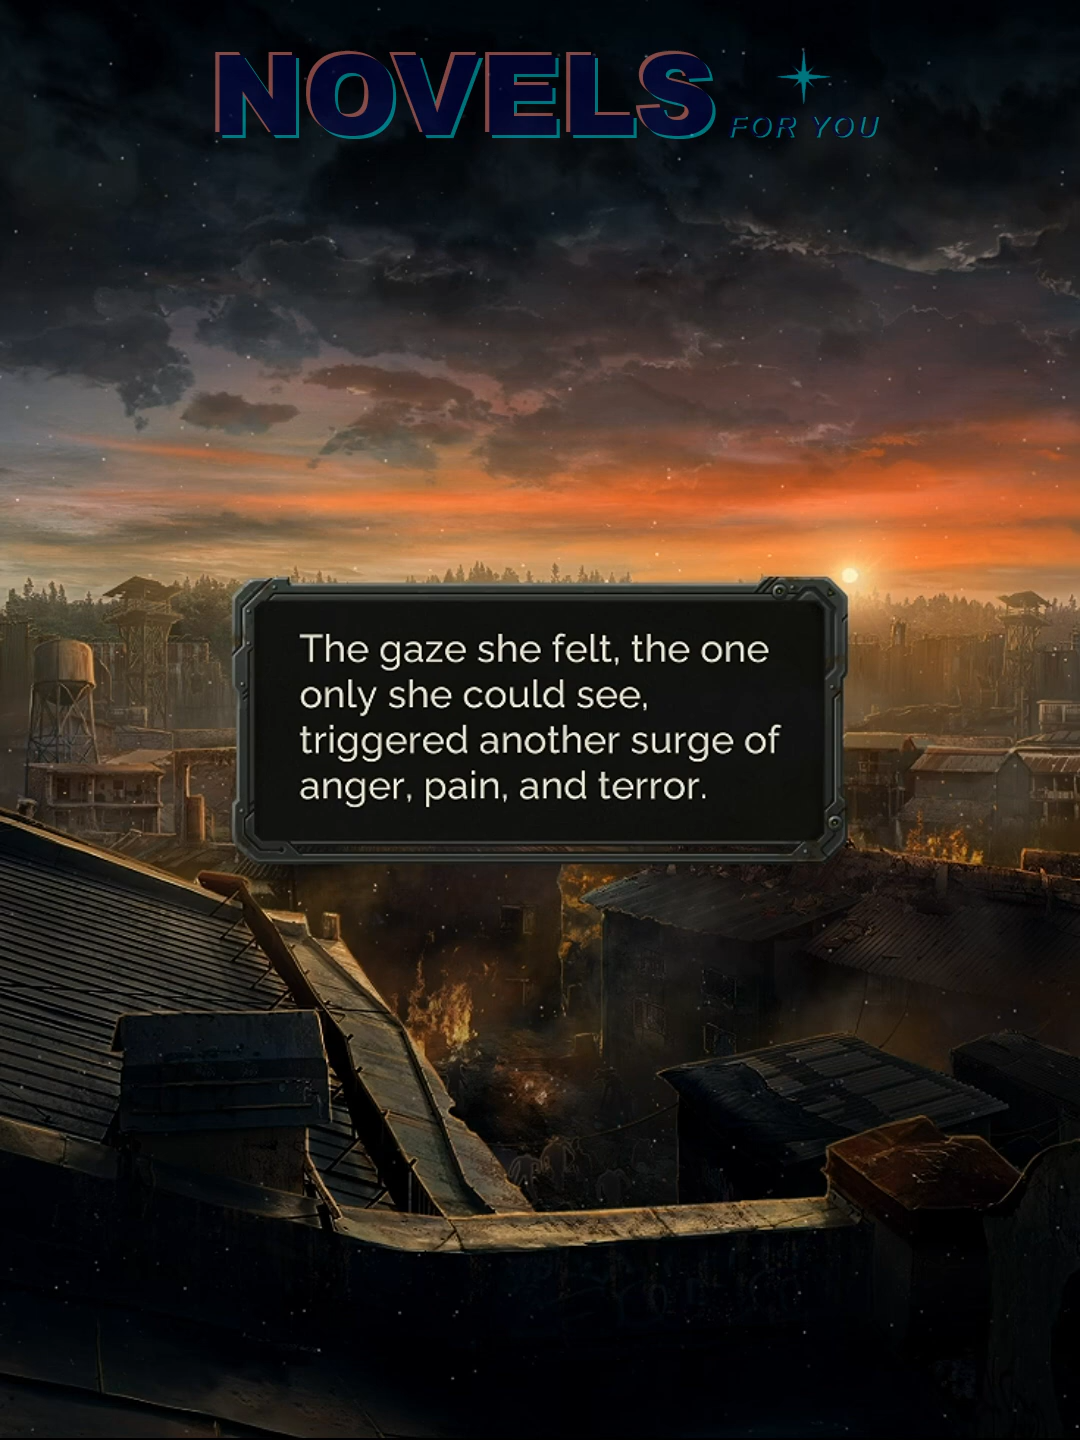 NOVELS
FOR YOU
The gaze she felt, the one
only she could see,
triggered another surge of
anger, pain, and terror.